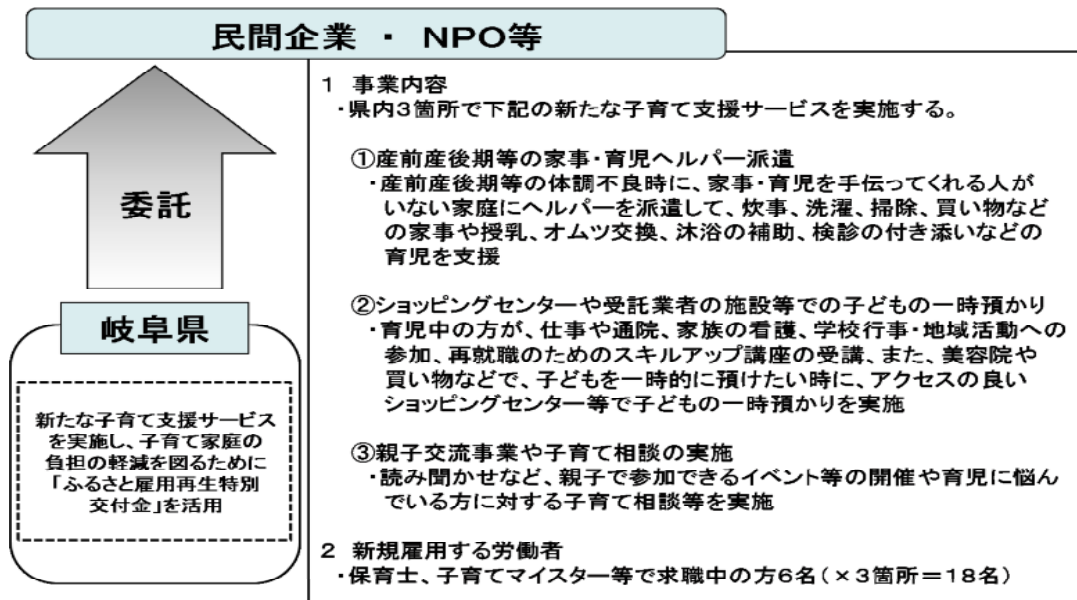 民間企業 ・ NPO等
委託
岐阜県
新たな子育て支援サービス
を実施し、子育て家庭の
負担の軽減を図るために
「ふるさと雇用再生特別
交付金」を活用
1 事業内容
・県内3箇所で下記の新たな子育て支援サービスを実施する。
①産前産後期等の家事・育児ヘルパー派遣
・産前産後期等の体調不良時に、家事・育児を手伝ってくれる人が
いない家庭にヘルパーを派遣して、炊事、洗濯、掃除、買い物など
の家事や授乳、オムツ交換、沐浴の補助、検診の付き添いなどの
育児を支援
②ショッピングセンターや受託業者の施設等での子どもの一時預かり
・育児中の方が、仕事や通院、家族の看護、学校行事・地域活動への
参加、再就職のためのスキルアップ講座の受講、また、美容院や
買い物などで、子どもを一時的に預けたい時に、アクセスの良い
ショッピングセンター等で子どもの一時預かりを実施
③親子交流事業や子育て相談の実施
・読み聞かせなど、親子で参加できるイベント等の開催や育児に悩ん
でいる方に対する子育て相談等を実施
2 新規雇用する労働者
・保育士、子育てマイスター等で求職中の方6名(×3箇所=18名)